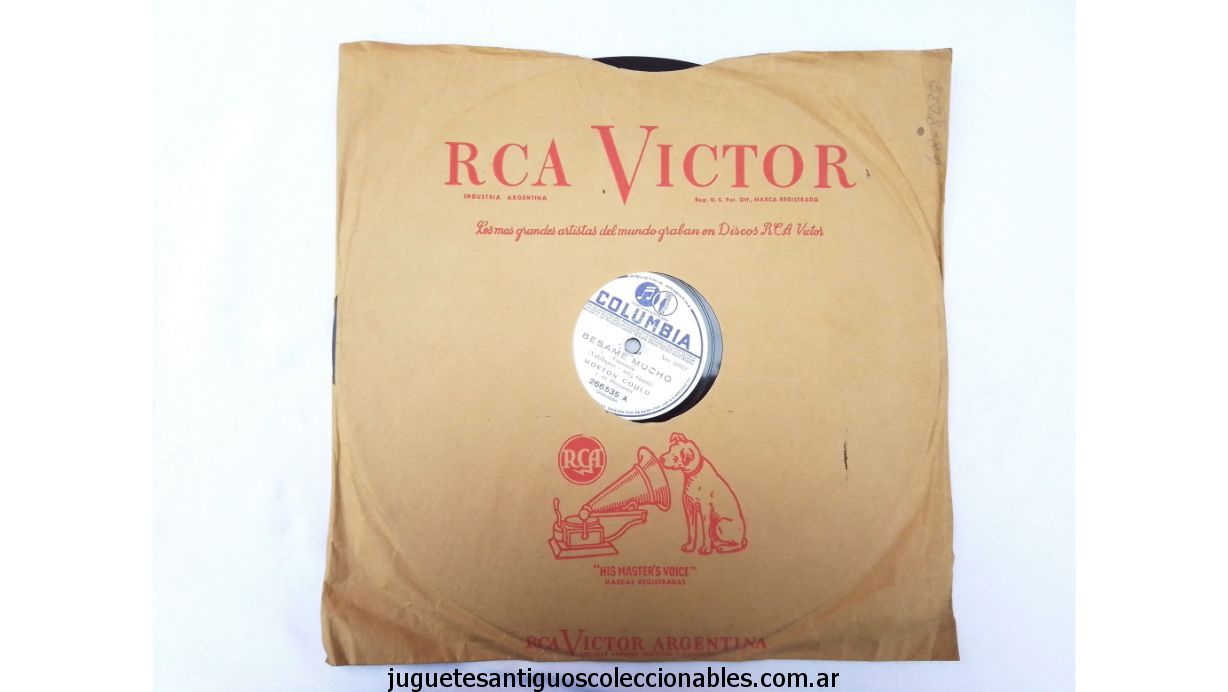 RCA VICTOR
INDUSTRIA ARGENTINA
Reg. U. S. Pat. Off., MARCA REGISTRADA
Los mas grandes artistas del mundo graban en Discos RCA Victor
INDUSTRIA ARGENTINA
COLUMBIA
BESAME MUCHO
MORTON GOULD
266535 A
RCA
"HIS MASTER'S VOICE"
MARCAS REGISTRADAS
RCA VICTOR ARGENTINA
juguetesantiguoscoleccionables.com.ar